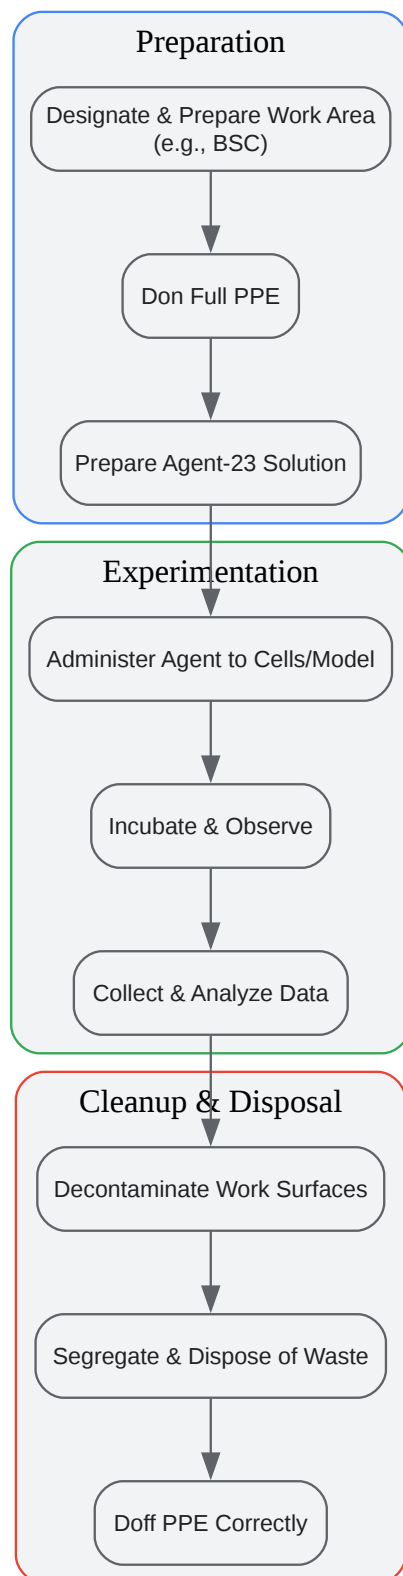 Preparation
Designate & Prepare Work Area
(e.g., BSC)
Don Full PPE
Prepare Agent-23 Solution
Experimentation
Administer Agent to Cells/Model
Incubate & Observe
Collect & Analyze Data
Cleanup & Disposal
Decontaminate Work Surfaces
Segregate & Dispose of Waste
Doff PPE Correctly